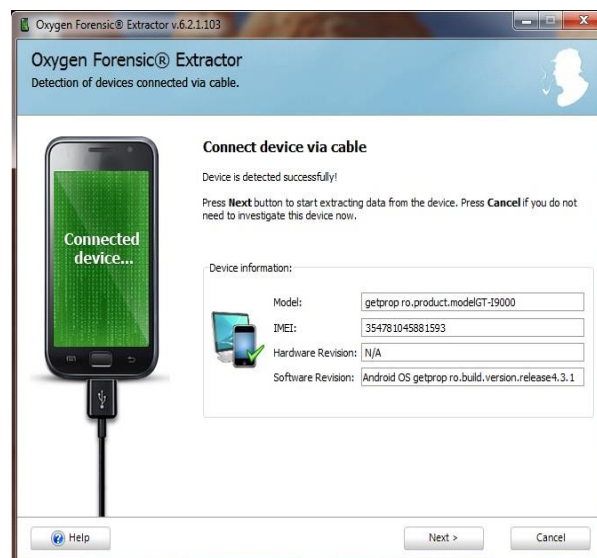 Oxygen Forensic® Extractor v.6.2.1.103
Oxygen Forensic® Extractor
Detection of devices connected via cable.
Connect device via cable
Device is detected successfully!
Press Next button to start extracting data from the device. Press Cancel if you do not
need to investigate this device now.
Connected
device...
Device information:
Model: getprop ro.product.modelGT-I9000
IMEI: 354781045881593
Hardware Revision: N/A
Software Revision: Android OS getprop ro.build.version.release4.3.1
Help
Next >
Cancel